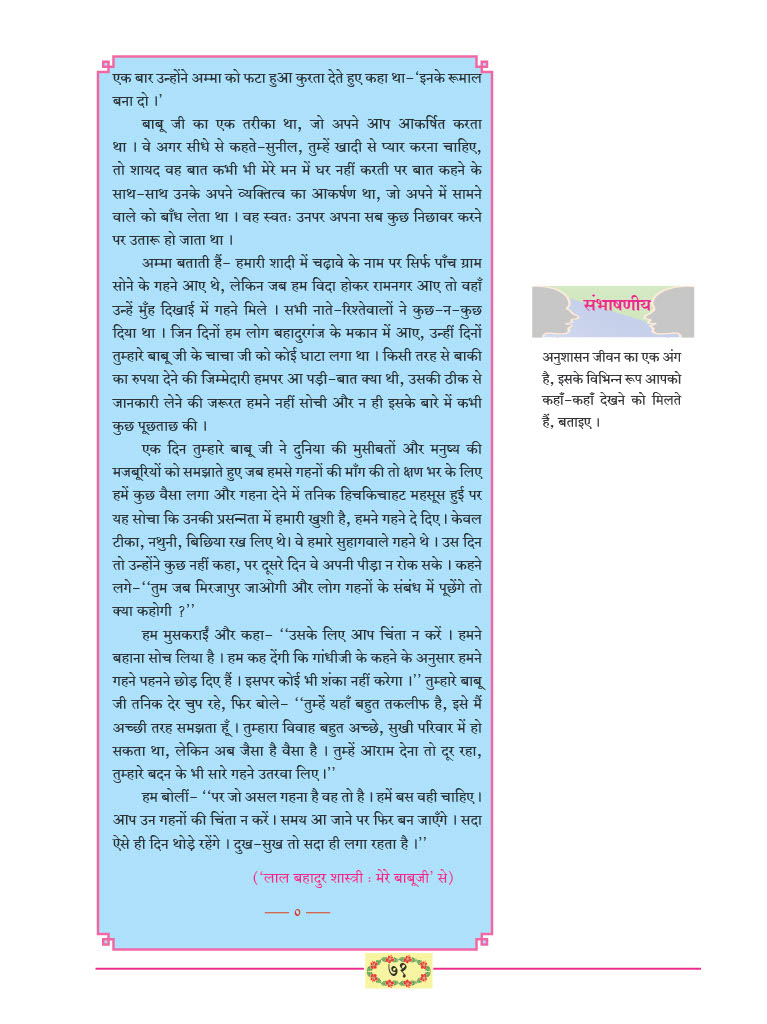 एक बार उन्होंने अम्मा को फटा हुआ कुरता देते हुए कहा था-‘इनके रूमाल
बना दो ।’
बाबू जी का एक तरीका था, जो अपने आप आकर्षित करता
था । वे अगर सीधे से कहते-सुनील, तुम्हें खादी से प्यार करना चाहिए,
तो शायद वह बात कभी भी मेरे मन में घर नहीं करती पर बात कहने के
साथ-साथ उनके अपने व्यक्तित्व का आकर्षण था, जो अपने में सामने
वाले को बाँध लेता था । वह स्वतः उनपर अपना सब कुछ निछावर करने
पर उतारू हो जाता था ।
अम्मा बताती हैं- हमारी शादी में चढ़ावे के नाम पर सिर्फ पाँच ग्राम
सोने के गहने आए थे, लेकिन जब हम विदा होकर रामनगर आए तो वहाँ
उन्हें मुँह दिखाई में गहने मिले । सभी नाते-रिश्तेवालों ने कुछ-न-कुछ
दिया था । जिन दिनों हम लोग बहादुरगंज के मकान में आए, उन्हीं दिनों
तुम्हारे बाबू जी के चाचा जी को कोई घाटा लगा था । किसी तरह से बाकी
का रुपया देने की जिम्मेदारी हमपर आ पड़ी-बात क्या थी, उसकी ठीक से
जानकारी लेने की जरूरत हमने नहीं सोची और न ही इसके बारे में कभी
कुछ पूछताछ की ।
एक दिन तुम्हारे बाबू जी ने दुनिया की मुसीबतों और मनुष्य की
मजबूरियों को समझाते हुए जब हमसे गहनों की माँग की तो क्षण भर के लिए
हमें कुछ वैसा लगा और गहना देने में तनिक हिचकिचाहट महसूस हुई पर
यह सोचा कि उनकी प्रसन्नता में हमारी खुशी है, हमने गहने दे दिए । केवल
टीका, नथुनी, बिछिया रख लिए थे। वे हमारे सुहागवाले गहने थे । उस दिन
तो उन्होंने कुछ नहीं कहा, पर दूसरे दिन वे अपनी पीड़ा न रोक सके । कहने
लगे-‘‘तुम जब मिरजापुर जाओगी और लोग गहनों के संबंध में पूछेंगे तो
क्या कहोगी ?’’
हम मुसकराईं और कहा- ‘‘उसके लिए आप चिंता न करें । हमने
बहाना सोच लिया है । हम कह देंगी कि गांधीजी के कहने के अनुसार हमने
गहने पहनने छोड़ दिए हैं । इसपर कोई भी शंका नहीं करेगा ।’’ तुम्हारे बाबू
जी तनिक देर चुप रहे, फिर बोले- ‘‘तुम्हें यहाँ बहुत तकलीफ है, इसे मैं
अच्छी तरह समझता हूँ । तुम्हारा विवाह बहुत अच्छे, सुखी परिवार में हो
सकता था, लेकिन अब जैसा है वैसा है । तुम्हें आराम देना तो दूर रहा,
तुम्हारे बदन के भी सारे गहने उतरवा लिए ।’’
हम बोलीं- ‘‘पर जो असल गहना है वह तो है । हमें बस वही चाहिए ।
आप उन गहनों की चिंता न करें । समय आ जाने पर फिर बन जाएँगे । सदा
ऐसे ही दिन थोड़े रहेंगे । दुख-सुख तो सदा ही लगा रहता है ।’’
(‘लाल बहादुर शास्त्री : मेरे बाबूजी’ से)
— ० —
संभाषणीय
अनुशासन जीवन का एक अंग
है, इसके विभिन्न रूप आपको
कहाँ-कहाँ देखने को मिलते
हैं, बताइए ।
७१